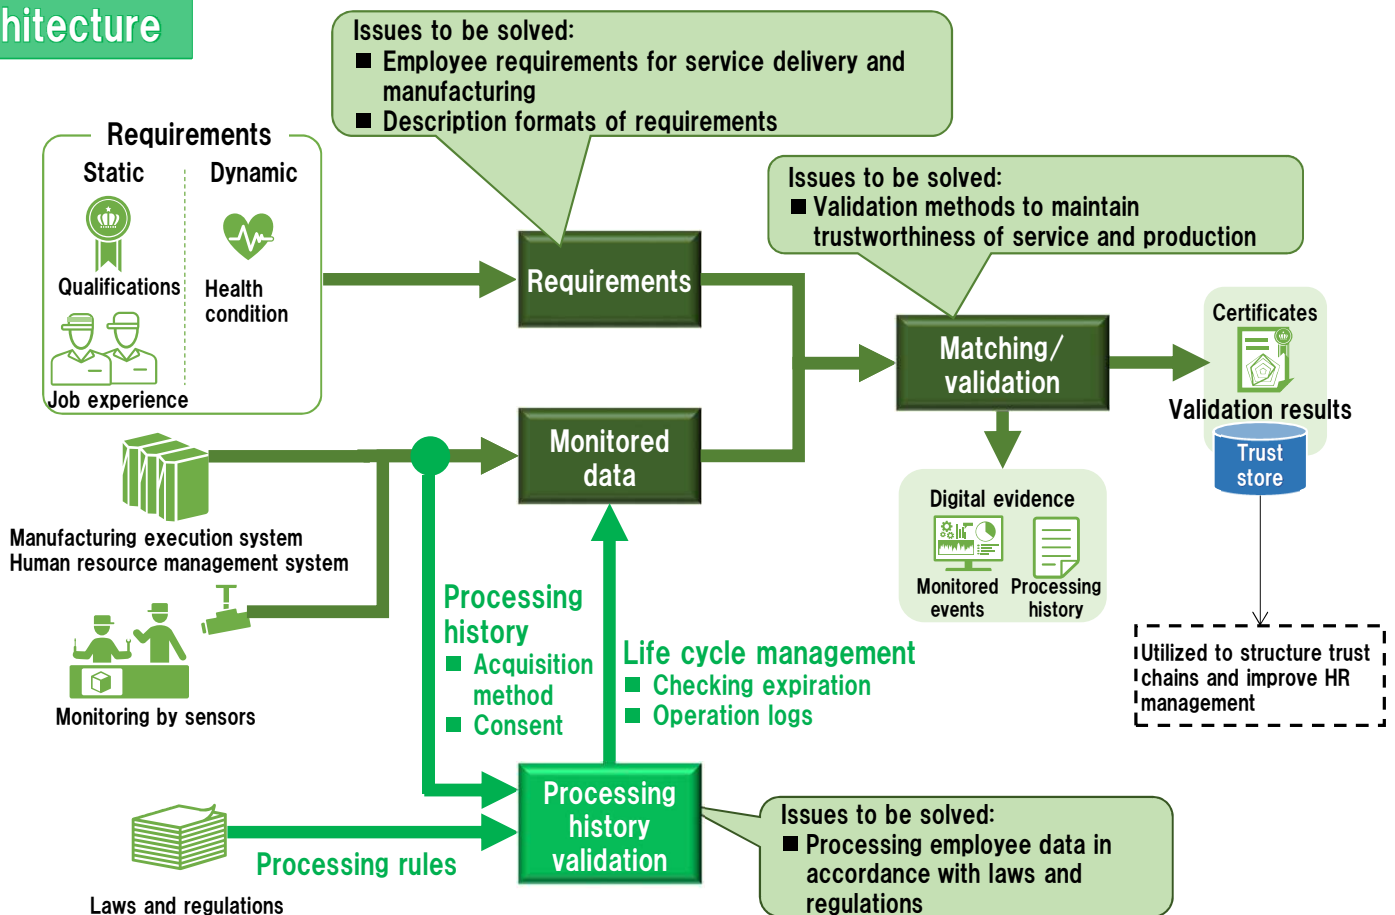 hitecture
Issues to be solved:
■ Employee requirements for service delivery and
manufacturing
■ Description formats of requirements
Requirements
Static
Dynamic
Qualifications
Health
condition
Job experience
Requirements
Issues to be solved:
■ Validation methods to maintain
trustworthiness of service and production
Matching/
validation
Certificates
Validation results
Trust
store
Monitored
data
Manufacturing execution system
Human resource management system
Digital evidence
Monitored
events
Processing
history
Monitoring by sensors
Processing
history
■ Acquisition
method
■ Consent
Life cycle management
■ Checking expiration
■ Operation logs
Utilized to structure trust
chains and improve HR
management
Processing
history
validation
Processing rules
Laws and regulations
Issues to be solved:
■ Processing employee data in
accordance with laws and
regulations